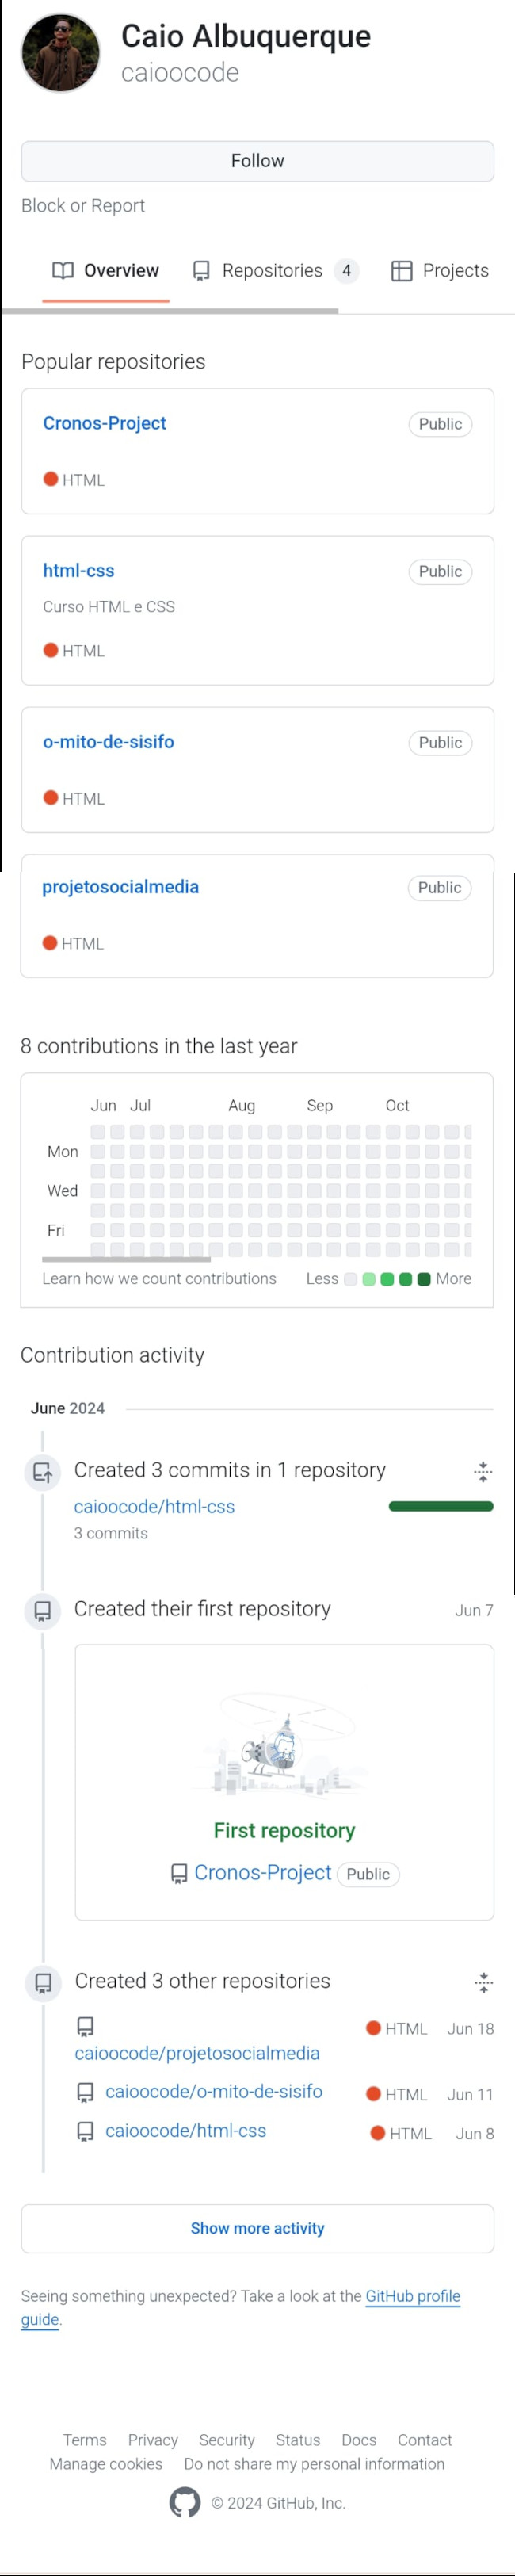 Caio Albuquerque
caioocode
Follow
Block or Report
Overview Repositories 4 Projects
Popular repositories
Cronos-Project Public
HTML
html-css Public
Curso HTML e CSS
HTML
o-mito-de-sisifo Public
HTML
projetosocialmedia Public
HTML
8 contributions in the last year
Jun Jul Aug Sep Oct
Mon
Wed
Fri
Learn how we count contributions Less More
Contribution activity
June 2024
Created 3 commits in 1 repository
caioocode/html-css
3 commits
Created their first repository Jun 7
First repository
Cronos-Project Public
Created 3 other repositories
HTML Jun 18
caioocode/projetosocialmedia
caioocode/o-mito-de-sisifo HTML Jun 11
caioocode/html-css HTML Jun 8
Show more activity
Seeing something unexpected? Take a look at the GitHub profile
guide.
Terms Privacy Security Status Docs Contact
Manage cookies Do not share my personal information
© 2024 GitHub, Inc.